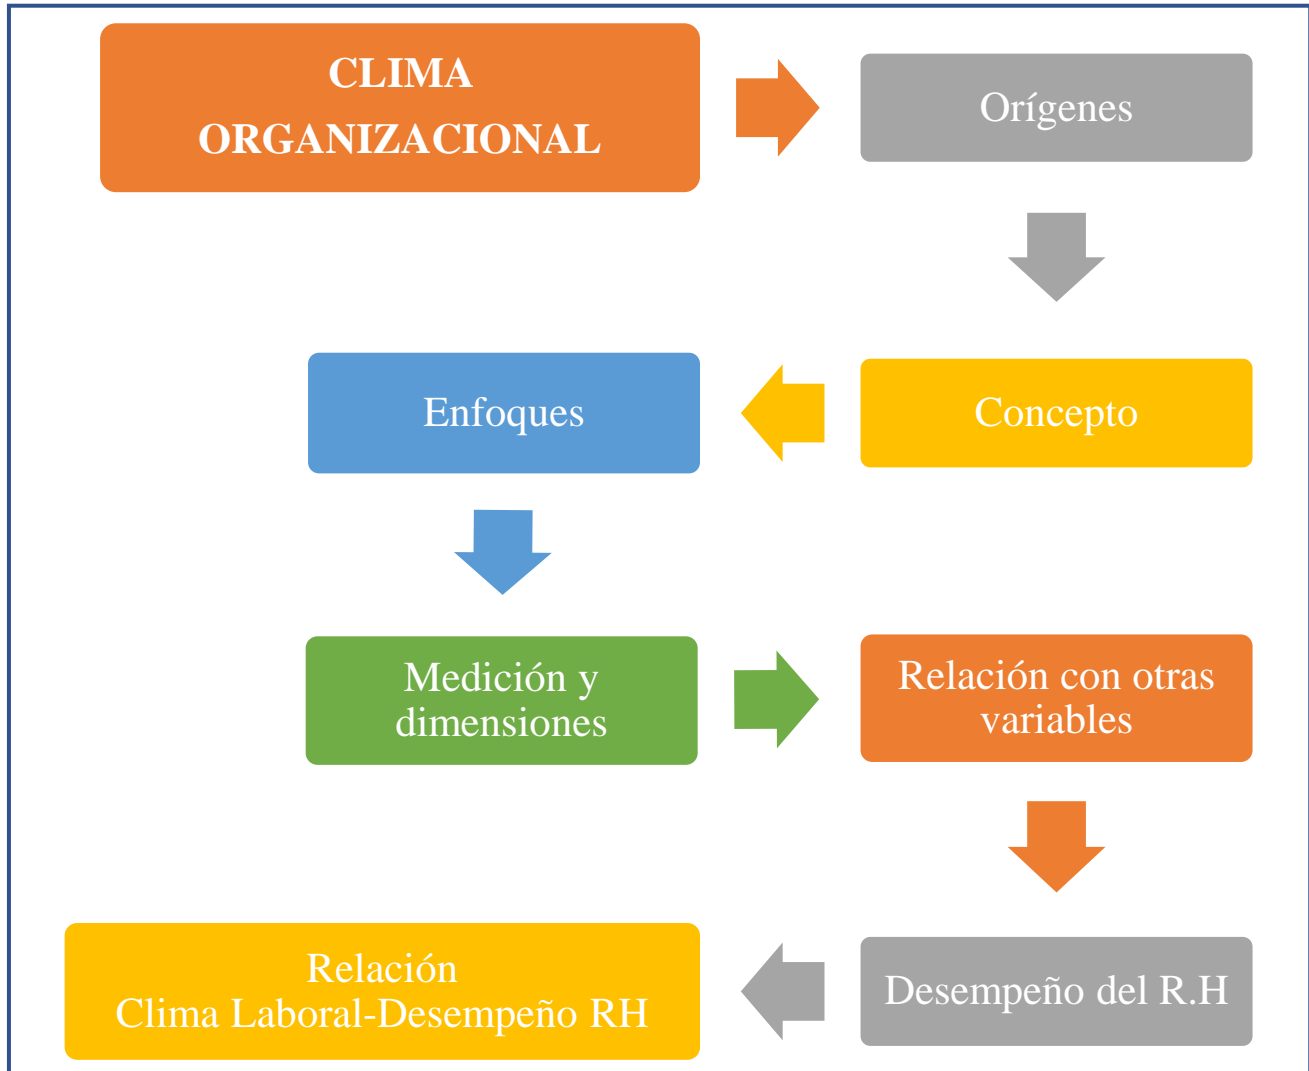 CLIMA
ORGANIZACIONAL
Orígenes
Concepto
Enfoques
Medición y
dimensiones
Relación con otras
variables
Desempeño del R.H
Relación
Clima Laboral-Desempeño RH